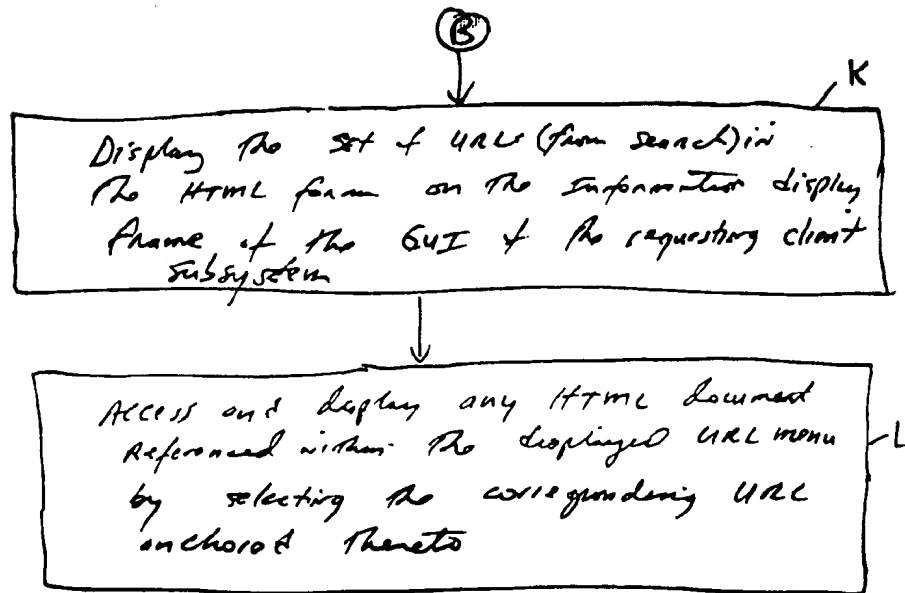 B
K
Display the set of URLs (from search) in
the HTML form on the Information display
frame of the GUI of the requesting client
subsystem
Access and display any HTML document
Referenced within the displayed URL menu
L
by selecting the corresponding URL
anchored thereto